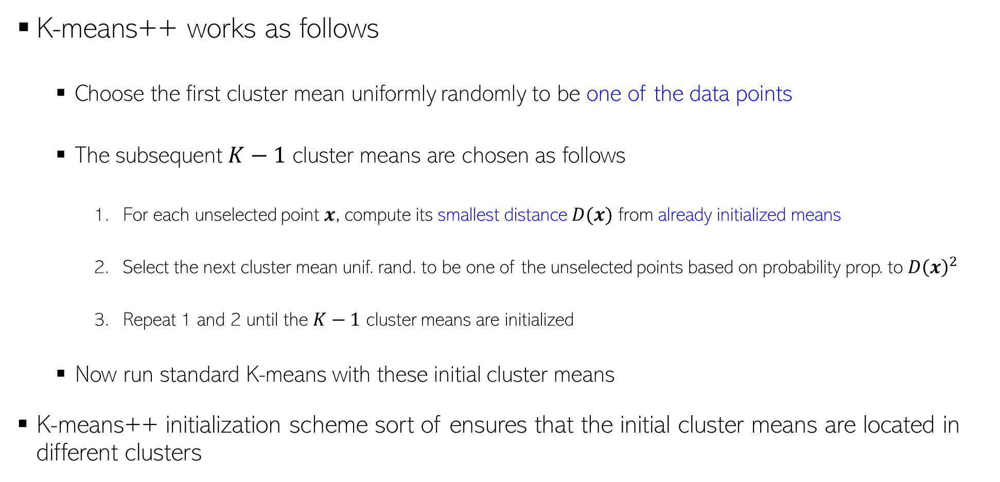 ▪ K-means++ works as follows
▪ Choose the first cluster mean uniformly randomly to be one of the data points
▪ The subsequent K − 1 cluster means are chosen as follows
1. For each unselected point x, compute its smallest distance D(x) from already initialized means
2. Select the next cluster mean unif. rand. to be one of the unselected points based on probability prop. to D(x)²
3. Repeat 1 and 2 until the K − 1 cluster means are initialized
▪ Now run standard K-means with these initial cluster means
▪ K-means++ initialization scheme sort of ensures that the initial cluster means are located in
different clusters